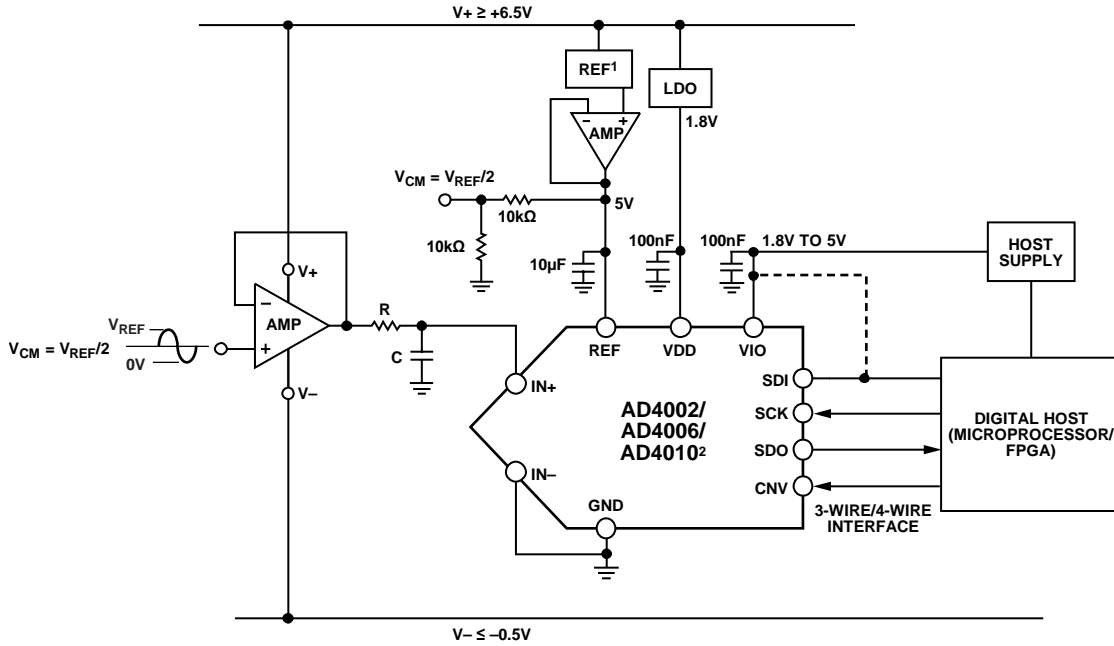 V+ ≥ +6.5V
REF1
LDO
1.8V
− +
AMP
VCM = VREF/2
5V
10kΩ
10kΩ
10µF
100nF
100nF
1.8V TO 5V
HOST
SUPPLY
V+
−
AMP
+
V−
R
C
VREF
VCM = VREF/2
0V
REF
VDD
VIO
IN+
IN−
AD4002/
AD4006/
AD40102
GND
SDI
SCK
SDO
CNV
3-WIRE/4-WIRE
INTERFACE
DIGITAL HOST
(MICROPROCESSOR/
FPGA)
V− ≤ −0.5V